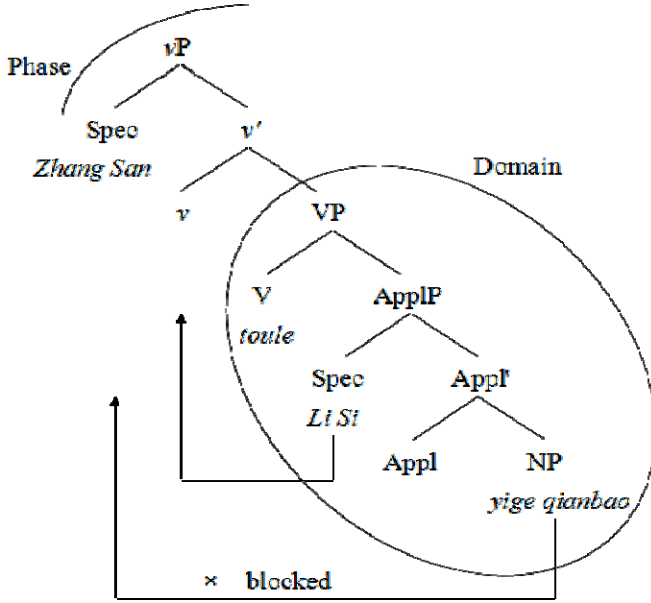 vP
Phase
Spec v'
Zhang San
Domain
v VP
V ApplP
toule
Spec Appl'
Li Si
Appl NP
yige qianbao
× blocked